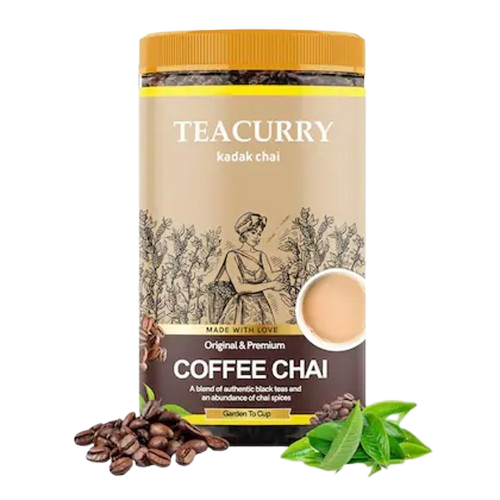 TEACURRY
kadak chai
MADE WITH LOVE
Original & Premium
COFFEE CHAI
A blend of authentic black teas and
an abundance of chai spices
Garden To Cup